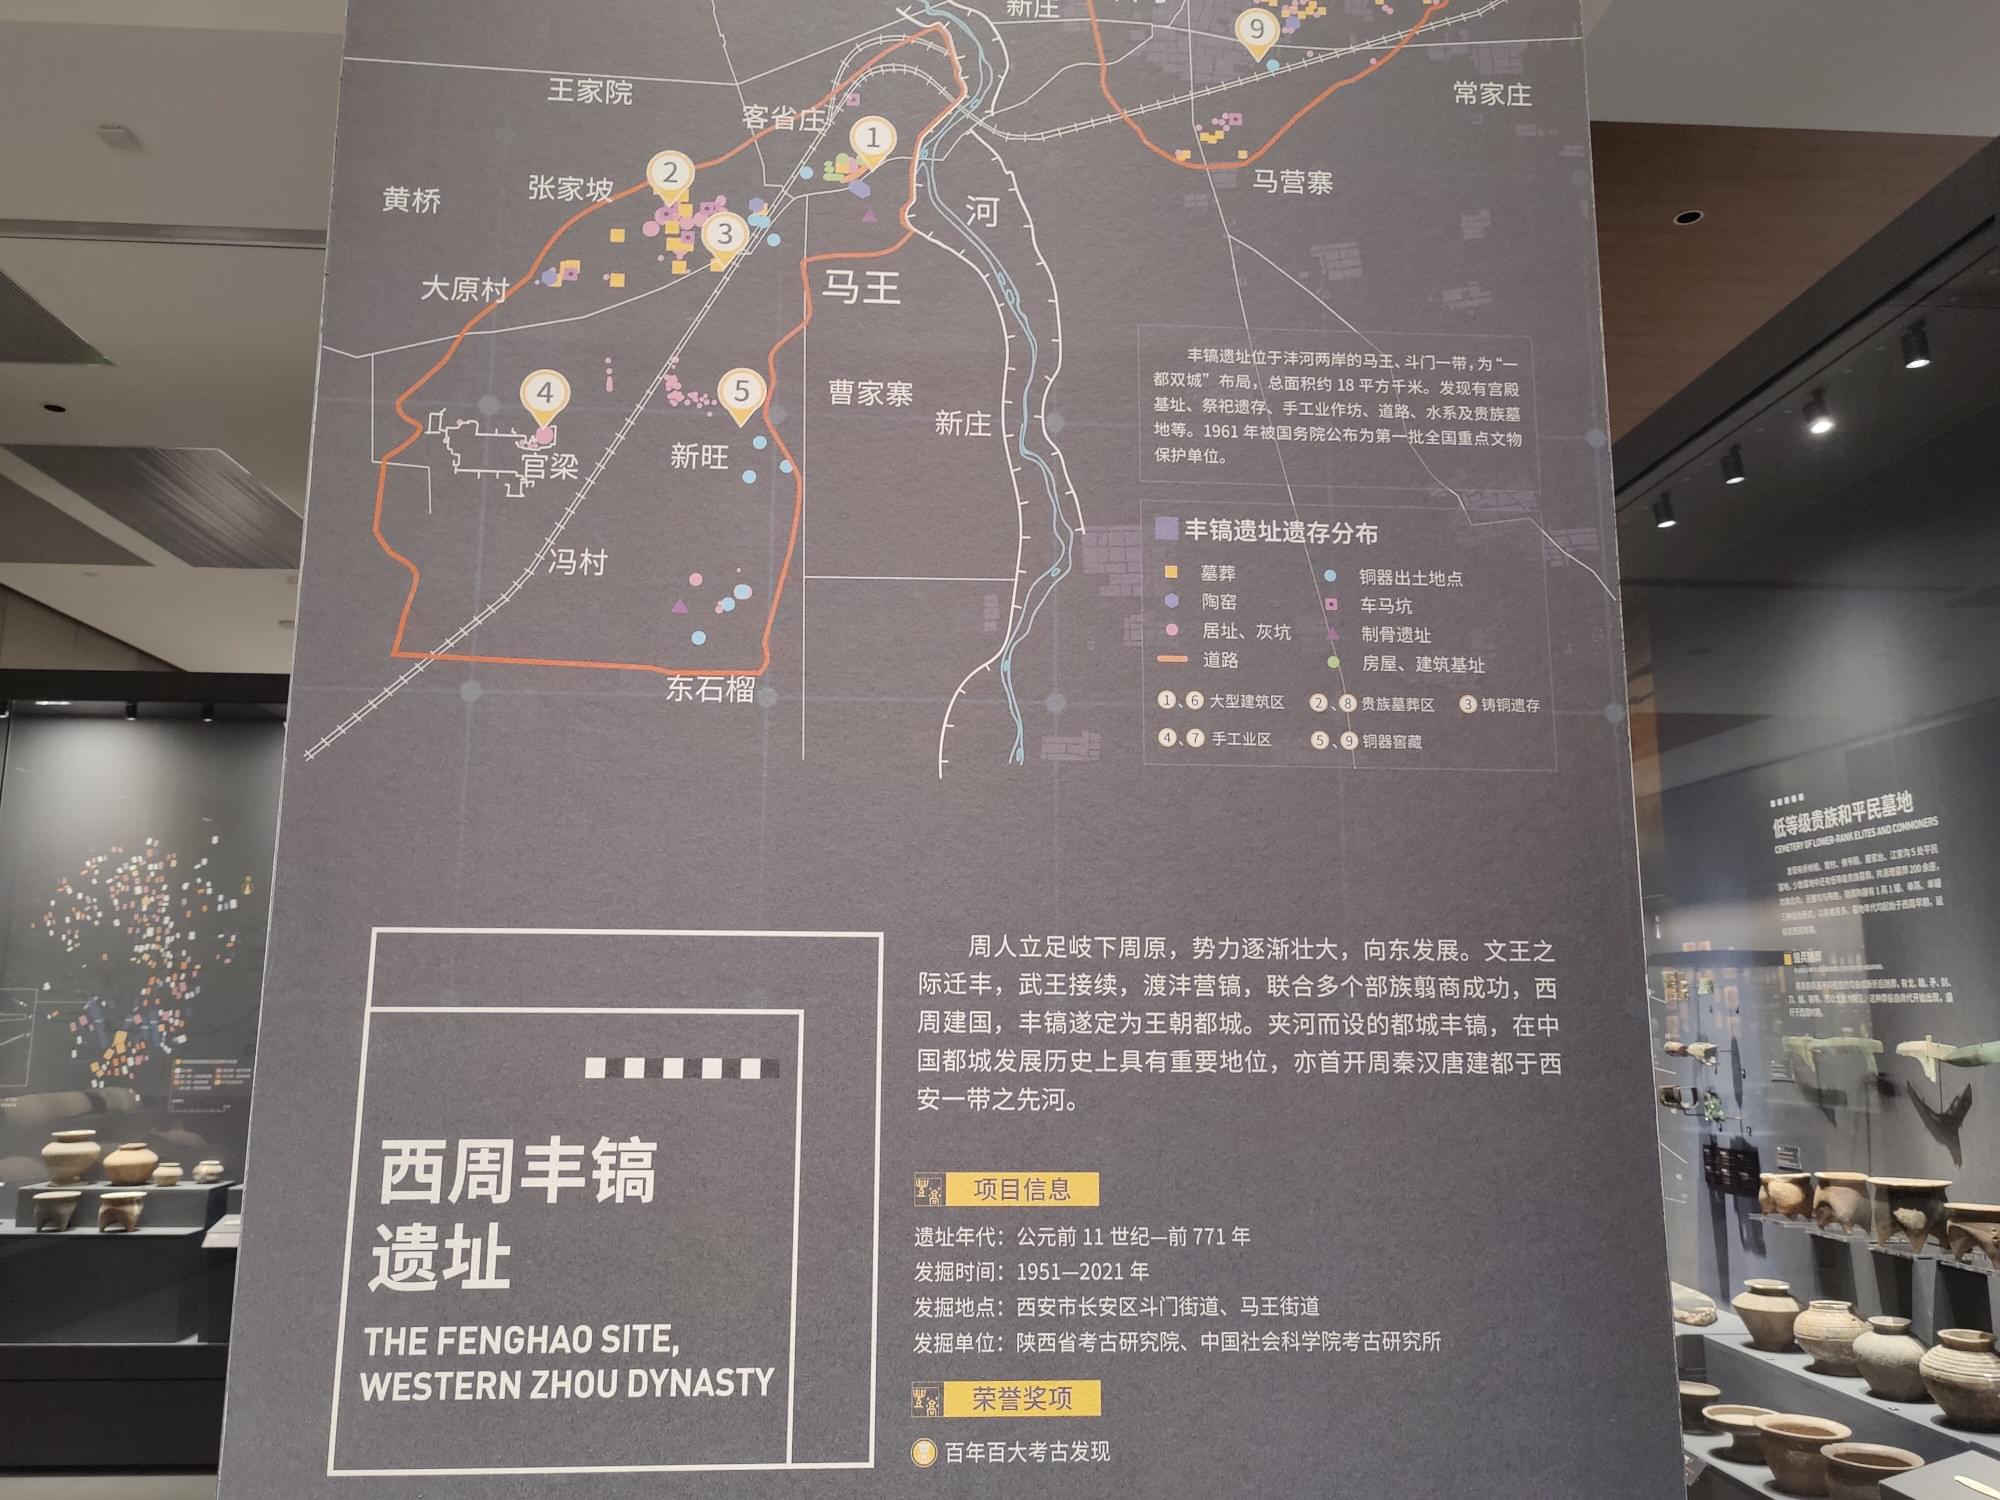 新庄
9
王家院
常家庄
客省庄
1
2
张家坡
黄桥
马营寨
河
3
大原村
马王
4
5
曹家寨
新庄
新旺
官梁
冯村
东石榴
丰镐遗址位于沣河两岸的马王、斗门一带，为“一
都双城”布局，总面积约 18 平方千米。发现有宫殿
基址、祭祀遗存、手工业作坊、道路、水系及贵族墓
地等。1961 年被国务院公布为第一批全国重点文物
保护单位。
丰镐遗址遗存分布
墓葬 铜器出土地点
陶窑 车马坑
居址、灰坑 制骨遗址
道路 房屋、建筑基址
1、6 大型建筑区 2、8 贵族墓葬区 3 铸铜遗存
4、7 手工业区 5、9 铜器窖藏
周人立足岐下周原，势力逐渐壮大，向东发展。文王之
际迁丰，武王接续，渡沣营镐，联合多个部族翦商成功，西
周建国，丰镐遂定为王朝都城。夹河而设的都城丰镐，在中
国都城发展历史上具有重要地位，亦首开周秦汉唐建都于西
安一带之先河。
西周丰镐
遗址
THE FENGHAO SITE,
WESTERN ZHOU DYNASTY
项目信息
遗址年代：公元前 11 世纪—前 771 年
发掘时间：1951—2021 年
发掘地点：西安市长安区斗门街道、马王街道
发掘单位：陕西省考古研究院、中国社会科学院考古研究所
荣誉奖项
百年百大考古发现
低等级贵族和平民墓地
CEMETERY OF LOWER-RANK ELITES AND COMMONERS